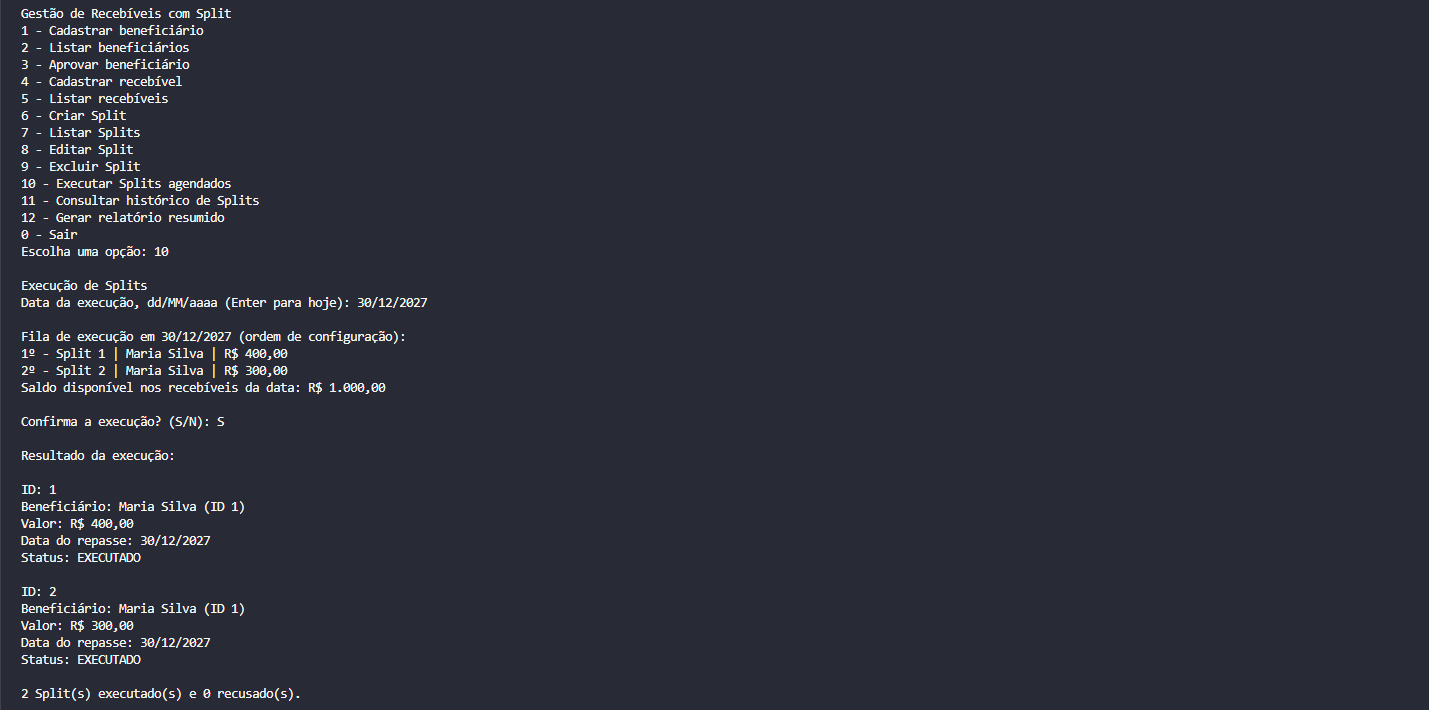 Gestão de Recebíveis com Split
1 - Cadastrar beneficiário
2 - Listar beneficiários
3 - Aprovar beneficiário
4 - Cadastrar recebível
5 - Listar recebíveis
6 - Criar Split
7 - Listar Splits
8 - Editar Split
9 - Excluir Split
10 - Executar Splits agendados
11 - Consultar histórico de Splits
12 - Gerar relatório resumido
0 - Sair
Escolha uma opção: 10
Execução de Splits
Data da execução, dd/MM/aaaa (Enter para hoje): 30/12/2027
Fila de execução em 30/12/2027 (ordem de configuração):
1º - Split 1 | Maria Silva | R$ 400,00
2º - Split 2 | Maria Silva | R$ 300,00
Saldo disponível nos recebíveis da data: R$ 1.000,00
Confirma a execução? (S/N): S
Resultado da execução:
ID: 1
Beneficiário: Maria Silva (ID 1)
Valor: R$ 400,00
Data do repasse: 30/12/2027
Status: EXECUTADO
ID: 2
Beneficiário: Maria Silva (ID 1)
Valor: R$ 300,00
Data do repasse: 30/12/2027
Status: EXECUTADO
2 Split(s) executado(s) e 0 recusado(s).